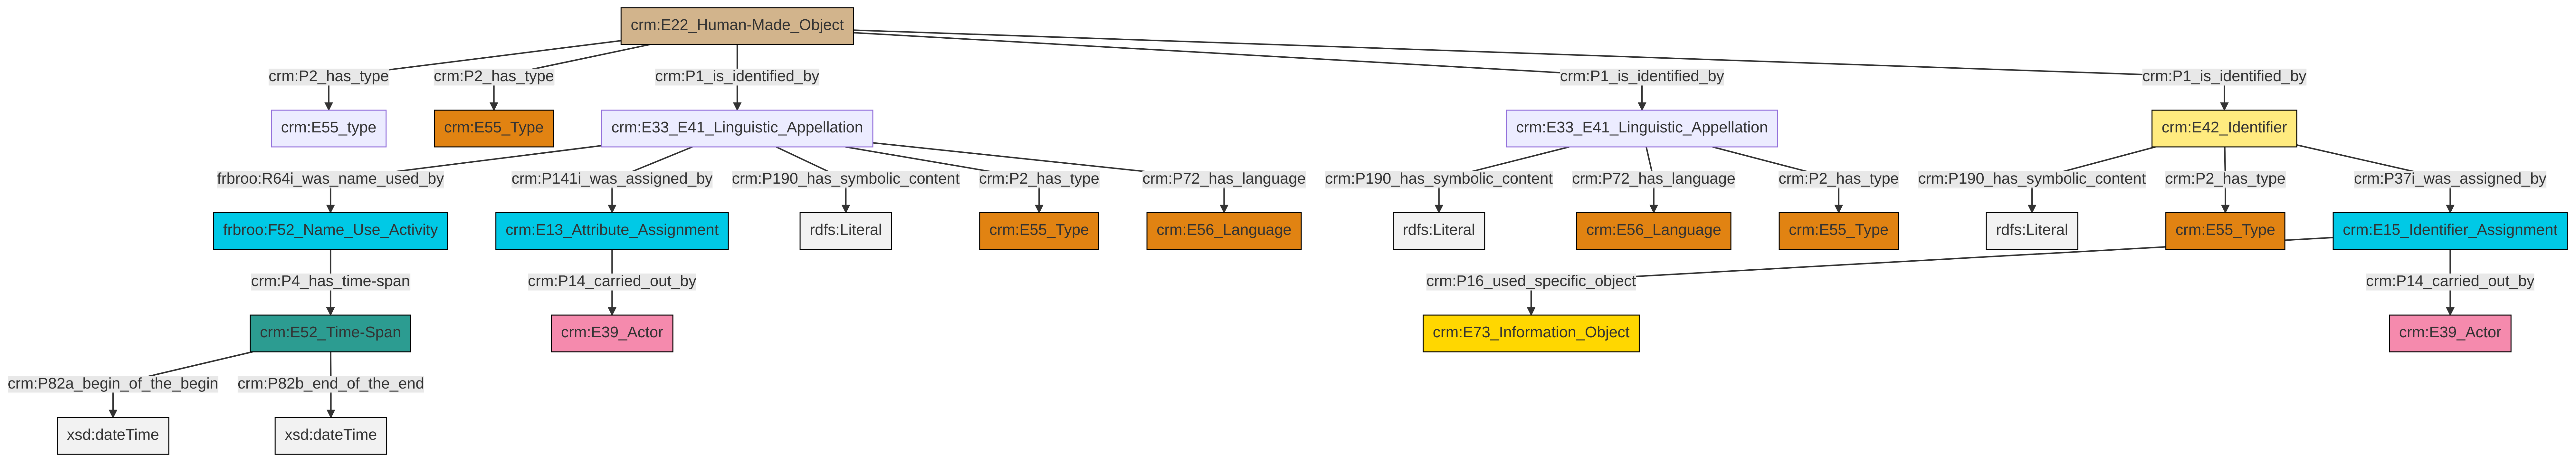 crm:E22_Human-Made_Object
crm:P2_has_type
crm:P2_has_type
crm:P1_is_identified_by
crm:P1_is_identified_by
crm:P1_is_identified_by
crm:E55_type
crm:E55_Type
crm:E33_E41_Linguistic_Appellation
crm:E33_E41_Linguistic_Appellation
crm:E42_Identifier
frbroo:R64i_was_name_used_by
crm:P141i_was_assigned_by
crm:P190_has_symbolic_content
crm:P2_has_type
crm:P72_has_language
crm:P190_has_symbolic_content
crm:P72_has_language
crm:P2_has_type
crm:P190_has_symbolic_content
crm:P2_has_type
crm:P37i_was_assigned_by
frbroo:F52_Name_Use_Activity
crm:E13_Attribute_Assignment
rdfs:Literal
crm:E55_Type
crm:E56_Language
rdfs:Literal
crm:E56_Language
crm:E55_Type
rdfs:Literal
crm:E55_Type
crm:E15_Identifier_Assignment
crm:P4_has_time-span
crm:P14_carried_out_by
crm:P16_used_specific_object
crm:P14_carried_out_by
crm:E52_Time-Span
crm:E39_Actor
crm:E73_Information_Object
crm:E39_Actor
crm:P82a_begin_of_the_begin
crm:P82b_end_of_the_end
xsd:dateTime
xsd:dateTime